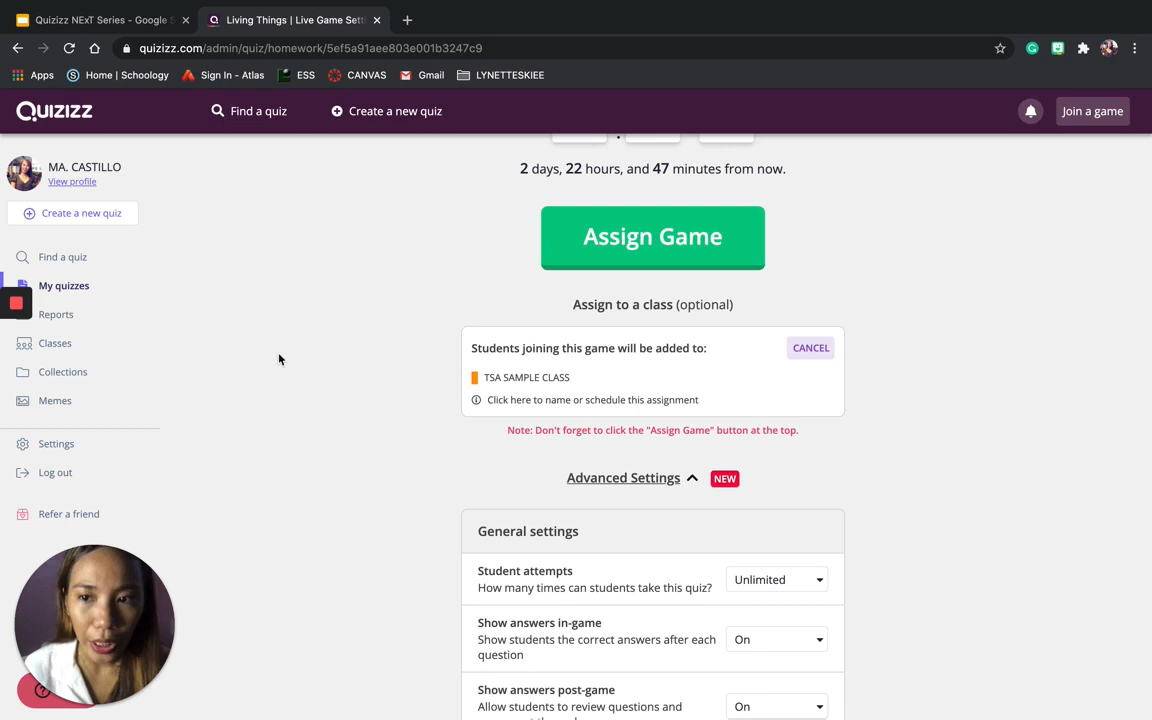 Quizizz NExT Series - Google S
Living Things | Live Game Setti
quizizz.com/admin/quiz/homework/5ef5a91aee803e001b3247c9
Apps
Home | Schoology
Sign In - Atlas
ESS
CANVAS
Gmail
LYNETTESKIEE
QUIZIZZ
Find a quiz
Create a new quiz
Join a game
MA. CASTILLO
View profile
Create a new quiz
Find a quiz
My quizzes
Reports
Classes
Collections
Memes
Settings
Log out
Refer a friend
2 days, 22 hours, and 47 minutes from now.
Assign Game
Assign to a class (optional)
Students joining this game will be added to:
CANCEL
TSA SAMPLE CLASS
Click here to name or schedule this assignment
Note: Don't forget to click the "Assign Game" button at the top.
Advanced Settings
NEW
General settings
Student attempts
How many times can students take this quiz?
Unlimited
Show answers in-game
Show students the correct answers after each
question
On
Show answers post-game
Allow students to review questions and
On